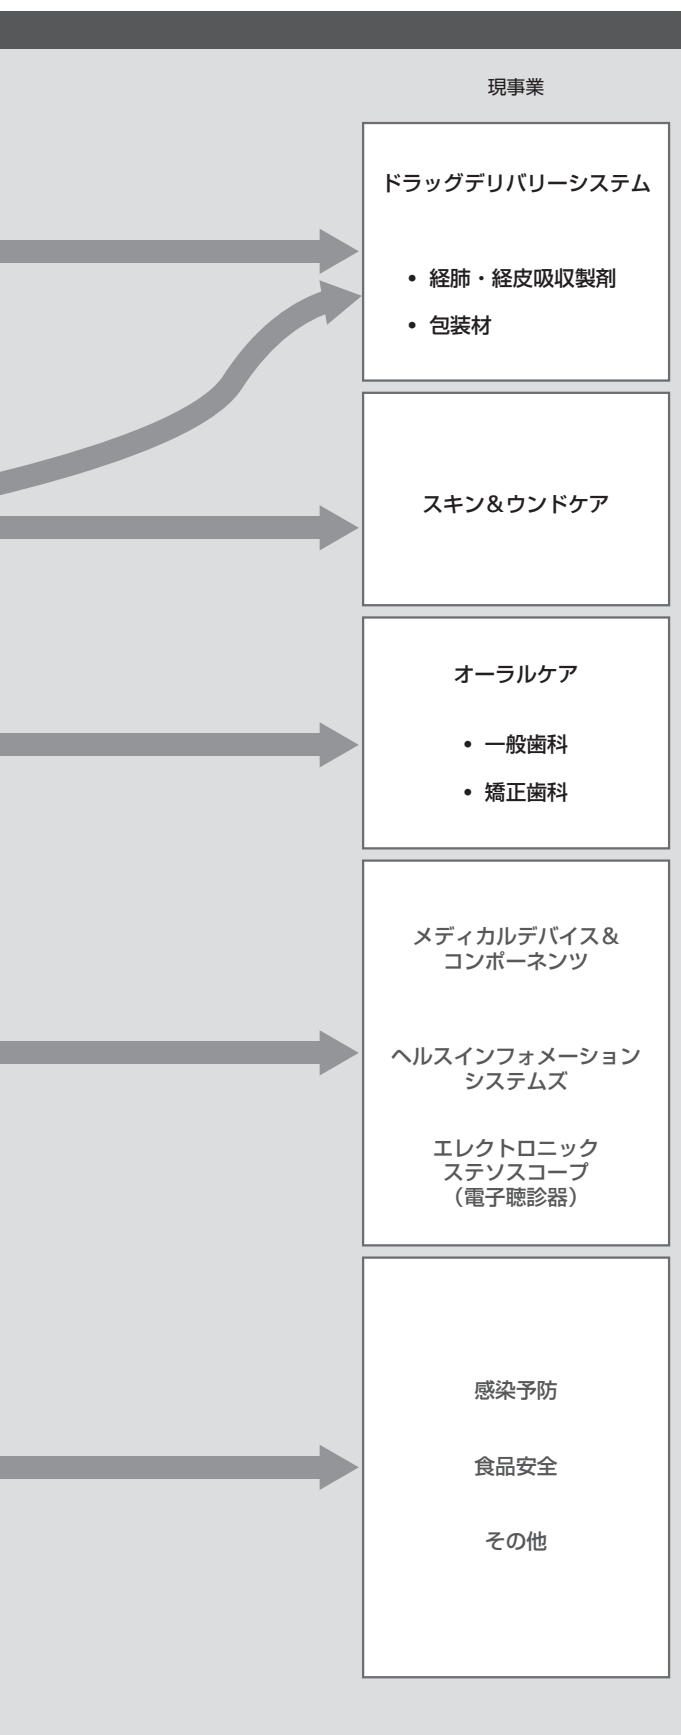 現事業
ドラッグデリバリーシステム
• 経肺・経皮吸収製剤
• 包装材
スキン＆ウンドケア
オーラルケア
• 一般歯科
• 矯正歯科
メディカルデバイス＆
コンポーネンツ
ヘルスインフォメーション
システムズ
エレクトロニック
ステソスコープ
（電子聴診器）
感染予防
食品安全
その他